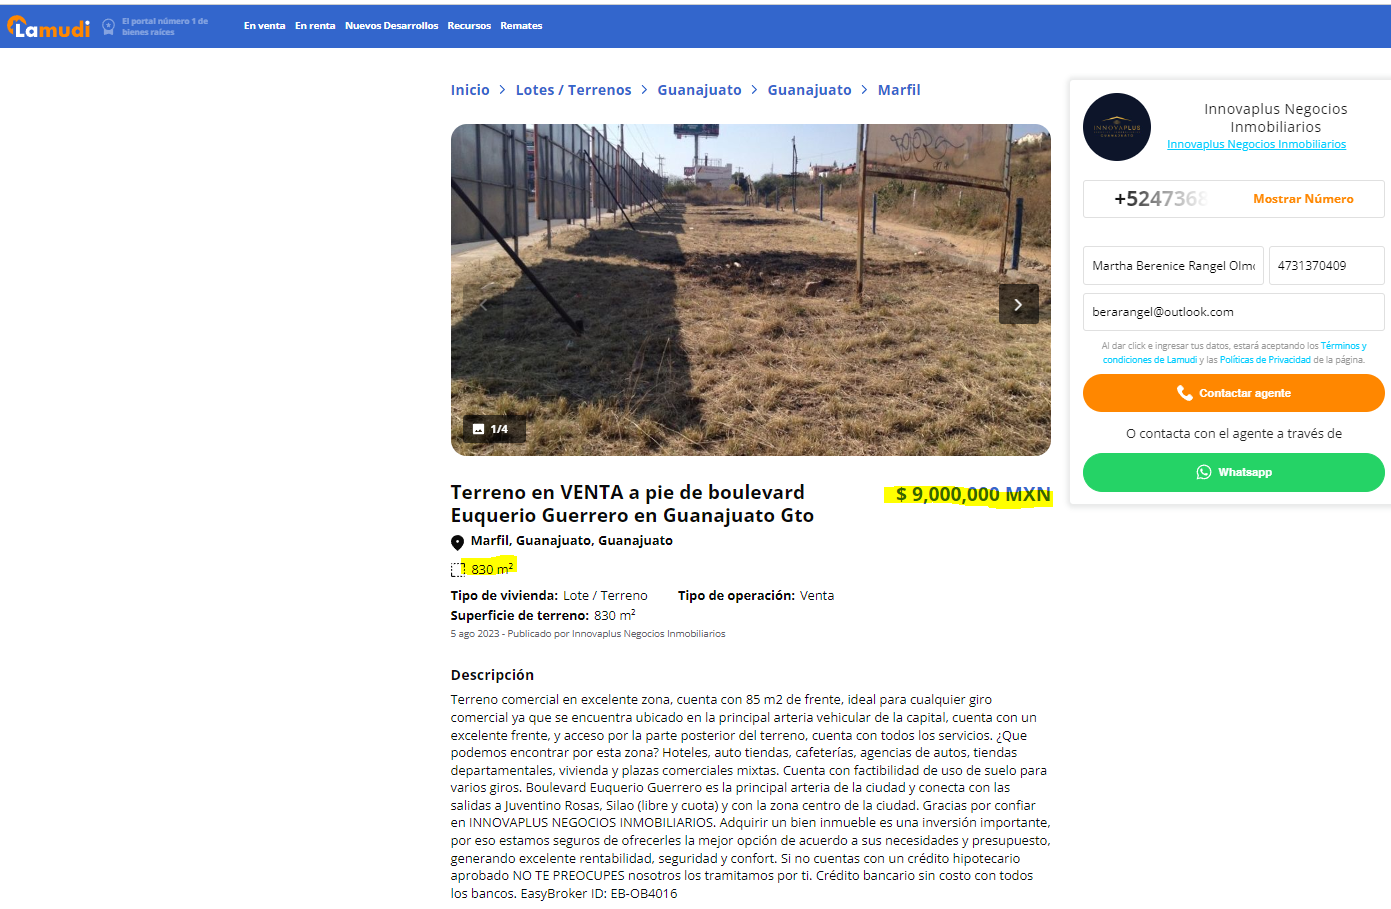 Lamudi
El portal número 1 de
bienes raíces
En venta En renta Nuevos Desarrollos Recursos Remates
Inicio > Lotes / Terrenos > Guanajuato > Guanajuato > Marfil
1/4
Terreno en VENTA a pie de boulevard
Euquerio Guerrero en Guanajuato Gto
$ 9,000,000 MXN
Marfil, Guanajuato, Guanajuato
830 m²
Tipo de vivienda: Lote / Terreno Tipo de operación: Venta
Superficie de terreno: 830 m²
5 ago 2023 - Publicado por Innovaplus Negocios Inmobiliarios
Descripción
Terreno comercial en excelente zona, cuenta con 85 m2 de frente, ideal para cualquier giro
comercial ya que se encuentra ubicado en la principal arteria vehicular de la capital, cuenta con un
excelente frente, y acceso por la parte posterior del terreno, cuenta con todos los servicios. ¿Que
podemos encontrar por esta zona? Hoteles, auto tiendas, cafeterías, agencias de autos, tiendas
departamentales, vivienda y plazas comerciales mixtas. Cuenta con factibilidad de uso de suelo para
varios giros. Boulevard Euquerio Guerrero es la principal arteria de la ciudad y conecta con las
salidas a Juventino Rosas, Silao (libre y cuota) y con la zona centro de la ciudad. Gracias por confiar
en INNOVAPLUS NEGOCIOS INMOBILIARIOS. Adquirir un bien inmueble es una inversión importante,
por eso estamos seguros de ofrecerles la mejor opción de acuerdo a sus necesidades y presupuesto,
generando excelente rentabilidad, seguridad y confort. Si no cuentas con un crédito hipotecario
aprobado NO TE PREOCUPES nosotros los tramitamos por ti. Crédito bancario sin costo con todos
los bancos. EasyBroker ID: EB-OB4016
INNOVAPLUS
Innovaplus Negocios
Inmobiliarios
Innovaplus Negocios Inmobiliarios
+5247368 Mostrar Número
Martha Berenice Rangel Olmo 4731370409
berarangel@outlook.com
Al dar click e ingresar tus datos, estará aceptando los Términos y
condiciones de Lamudi y las Políticas de Privacidad de la página.
Contactar agente
O contacta con el agente a través de
Whatsapp